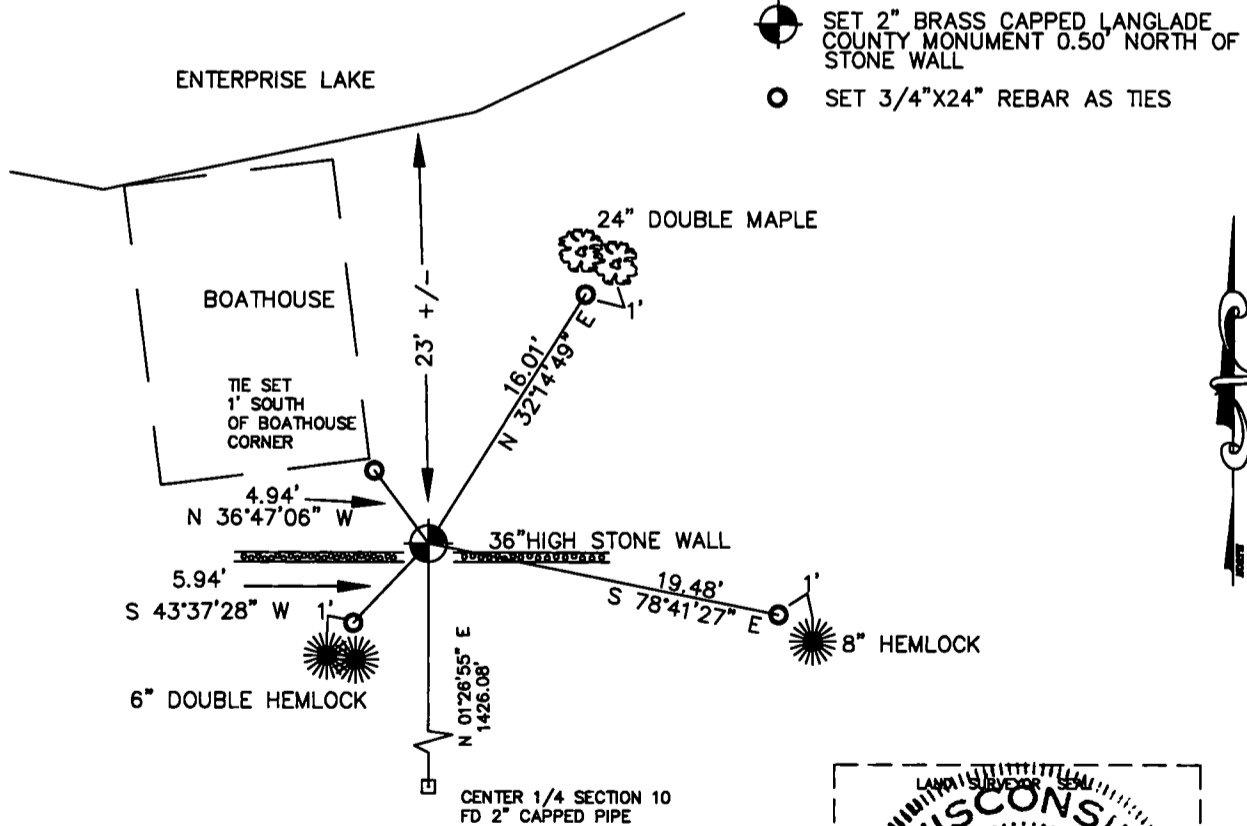 SET 2" BRASS CAPPED LANGLADE
COUNTY MONUMENT 0.50' NORTH OF
STONE WALL
SET 3/4"X24" REBAR AS TIES
ENTERPRISE LAKE
24" DOUBLE MAPLE
1'
BOATHOUSE
23' +/-
16.01'
N 32°14'49" E
TIE SET
1' SOUTH
OF BOATHOUSE
CORNER
4.94'
N 36°47'06" W
36"HIGH STONE WALL
5.94'
S 43°37'28" W
1'
19.48'
S 78°41'27" E
1'
8" HEMLOCK
6" DOUBLE HEMLOCK
N 01°26'55" E
1426.08'
CENTER 1/4 SECTION 10
FD 2" CAPPED PIPE
LAND SURVEYOR SEAL
WISCONSI